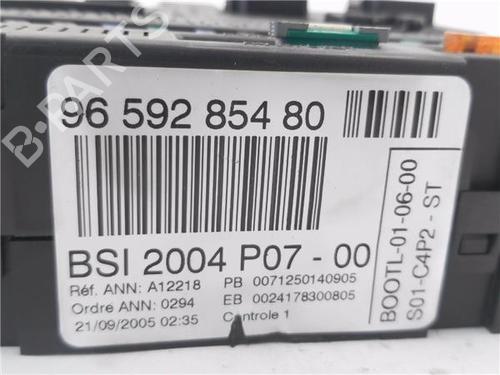 96 592 854 80
BSI 2004 P07 - 00
Réf. ANN: A12218 PB 0071250140905
Ordre ANN: 0294 EB 0024178300805
21/09/2005 02:35 Controle 1
BOOTL-01-06-00
S01-C4P2 - ST
B-PARTS